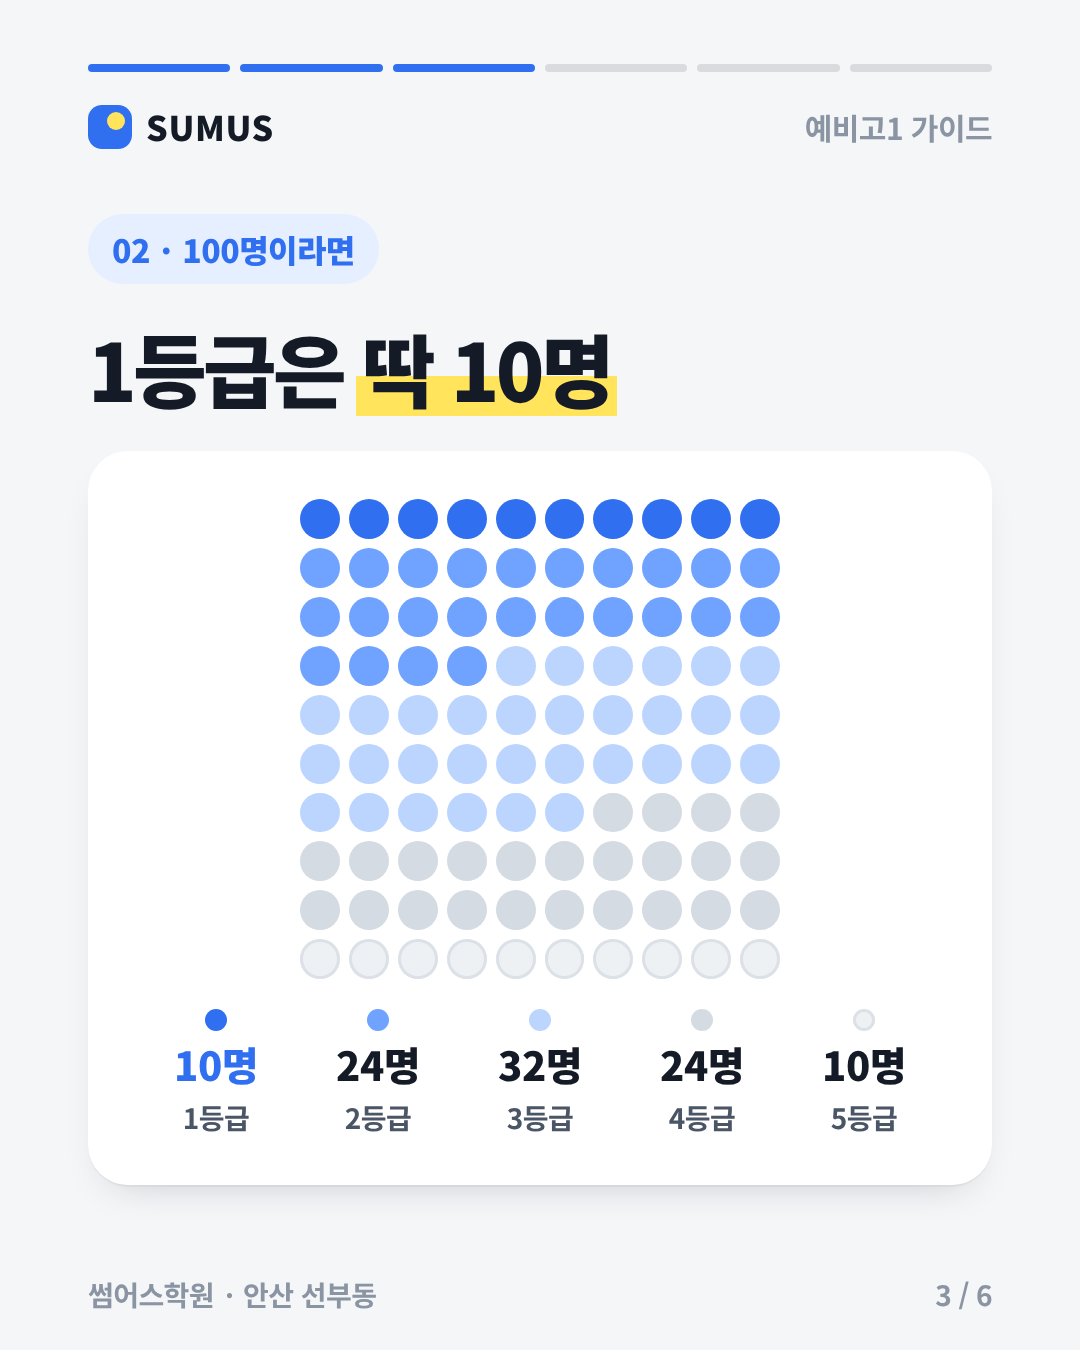 SUMUS
예비고1 가이드
02 · 100명이라면
1등급은 딱 10명
10명 24명 32명 24명 10명
1등급 2등급 3등급 4등급 5등급
썸어스학원 · 안산 선부동
3 / 6